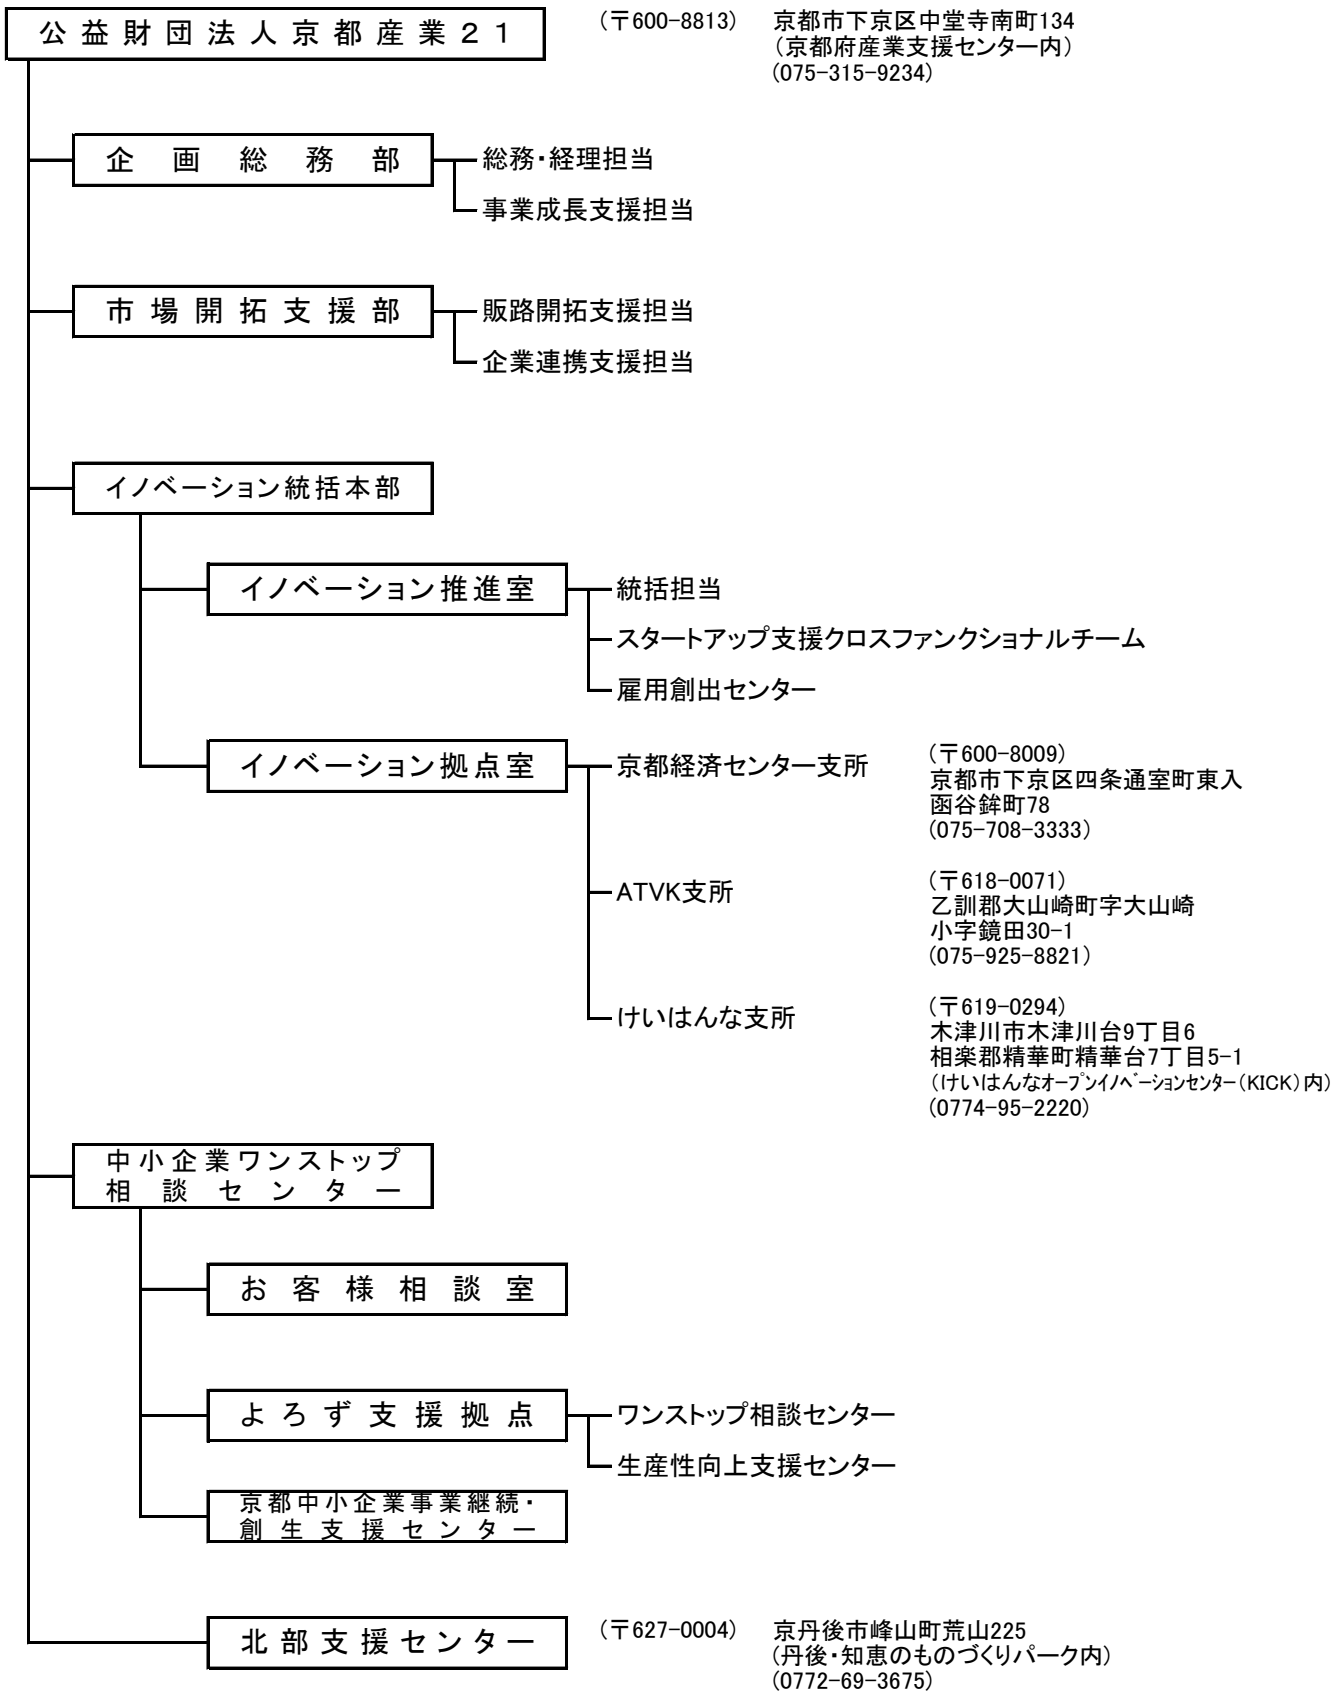 公益財団法人京都産業２１
(〒600-8813)
京都市下京区中堂寺南町134
(京都府産業支援センター内)
(075-315-9234)
企画総務部
総務・経理担当
事業成長支援担当
市場開拓支援部
販路開拓支援担当
企業連携支援担当
イノベーション統括本部
イノベーション推進室
統括担当
スタートアップ支援クロスファンクショナルチーム
雇用創出センター
イノベーション拠点室
京都経済センター支所
(〒600-8009)
京都市下京区四条通室町東入
函谷鉾町78
(075-708-3333)
ATVK支所
(〒618-0071)
乙訓郡大山崎町字大山崎
小字鏡田30-1
(075-925-8821)
けいはんな支所
(〒619-0294)
木津川市木津川台9丁目6
相楽郡精華町精華台7丁目5-1
(けいはんなオープンイノベーションセンター(KICK)内)
(0774-95-2220)
中小企業ワンストップ
相談センター
お客様相談室
よろず支援拠点
ワンストップ相談センター
生産性向上支援センター
京都中小企業事業継続・
創生支援センター
北部支援センター
(〒627-0004)
京丹後市峰山町荒山225
(丹後・知恵のものづくりパーク内)
(0772-69-3675)